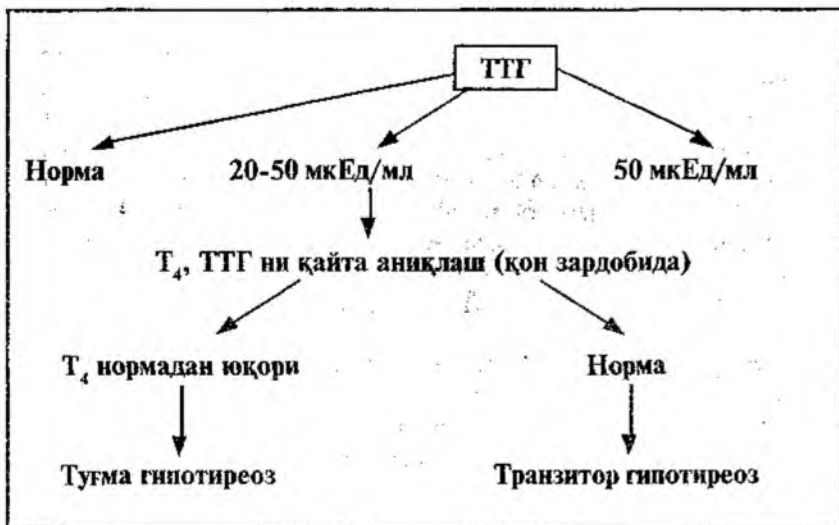 ТТГ
Норма 20-50 мкЕд/мл 50 мкЕд/мл
Т₄, ТТГ ни қайта аниқлаш (қон зардобида)
Т₄ нормадан юқори Норма
Туғма гипотиреоз Транзитор гипотиреоз